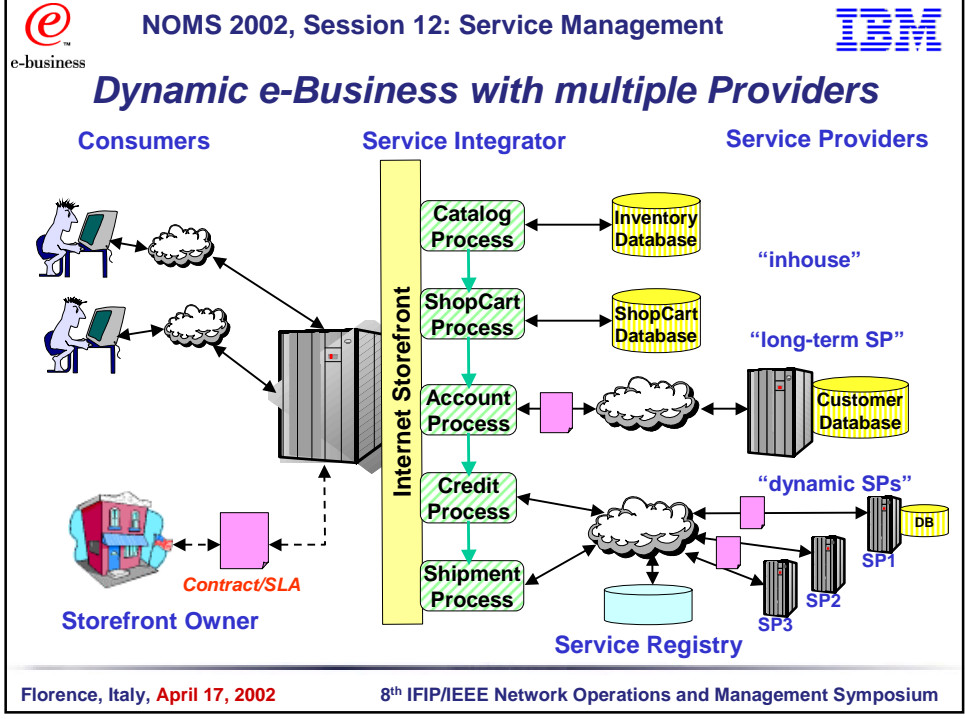 NOMS 2002, Session 12: Service Management
e
™
e-business
IBM
Dynamic e-Business with multiple Providers
Consumers
Service Integrator
Service Providers
Internet Storefront
Catalog
Process
Inventory
Database
“inhouse”
ShopCart
Process
ShopCart
Database
“long-term SP”
Account
Process
Customer
Database
Credit
Process
“dynamic SPs”
DB
SP1
SP2
SP3
Shipment
Process
Contract/SLA
Storefront Owner
Service Registry
Florence, Italy, April 17, 2002
8th IFIP/IEEE Network Operations and Management Symposium